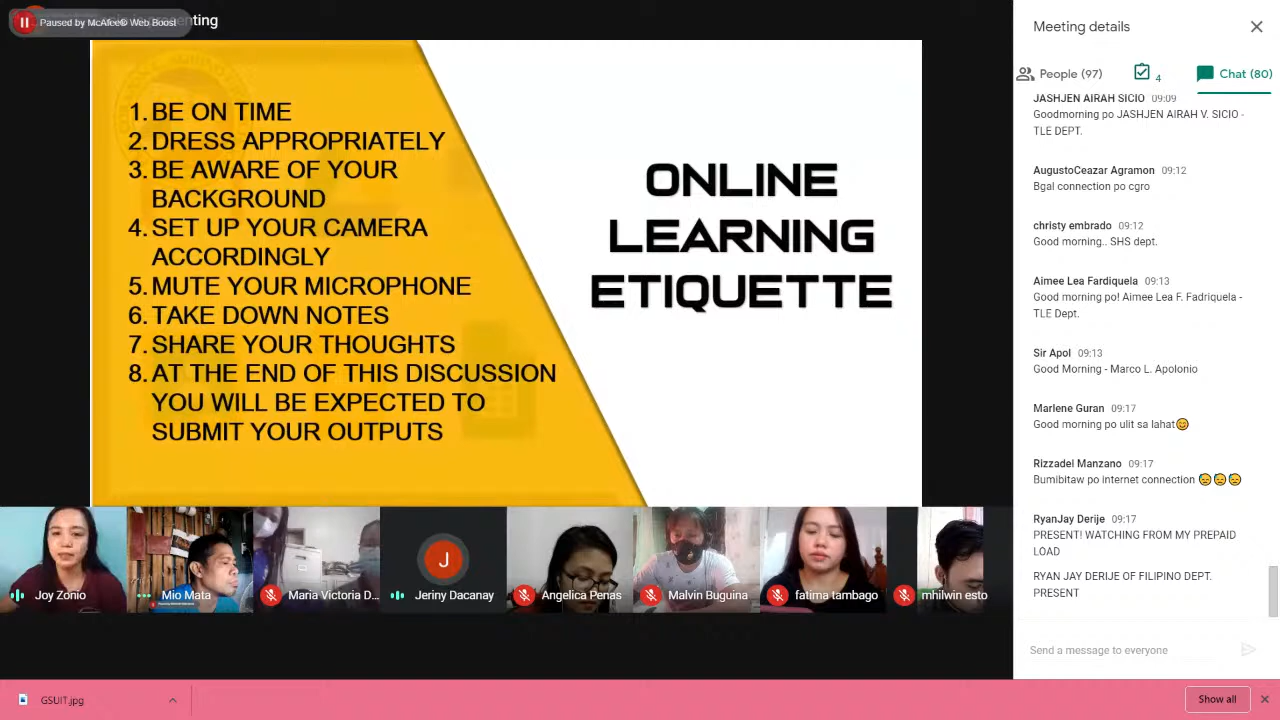 Paused by McAfee® Web Boost
nting
1. BE ON TIME
2. DRESS APPROPRIATELY
3. BE AWARE OF YOUR
BACKGROUND
4. SET UP YOUR CAMERA
ACCORDINGLY
5. MUTE YOUR MICROPHONE
6. TAKE DOWN NOTES
7. SHARE YOUR THOUGHTS
8. AT THE END OF THIS DISCUSSION
YOU WILL BE EXPECTED TO
SUBMIT YOUR OUTPUTS
ONLINE
LEARNING
ETIQUETTE
Joy Zonio
Mio Mata
Maria Victoria D...
J
Jeriny Dacanay
Angelica Penas
Malvin Buguina
fatima tambago
mhilwin esto
Meeting details
People (97)
4
Chat (80)
JASHJEN AIRAH SICIO 09:09
Goodmorning po JASHJEN AIRAH V. SICIO -
TLE DEPT.
AugustoCeazar Agramon 09:12
Bgal connection po cgro
christy embrado 09:12
Good morning.. SHS dept.
Aimee Lea Fardiquela 09:13
Good morning po! Aimee Lea F. Fadriquela -
TLE Dept.
Sir Apol 09:13
Good Morning - Marco L. Apolonio
Marlene Guran 09:17
Good morning po ulit sa lahat😊
Rizzadel Manzano 09:17
Bumibitaw po internet connection 😓😓😓
RyanJay Derije 09:17
PRESENT! WATCHING FROM MY PREPAID
LOAD
RYAN JAY DERIJE OF FILIPINO DEPT.
PRESENT
Send a message to everyone
GSUIT.jpg
Show all